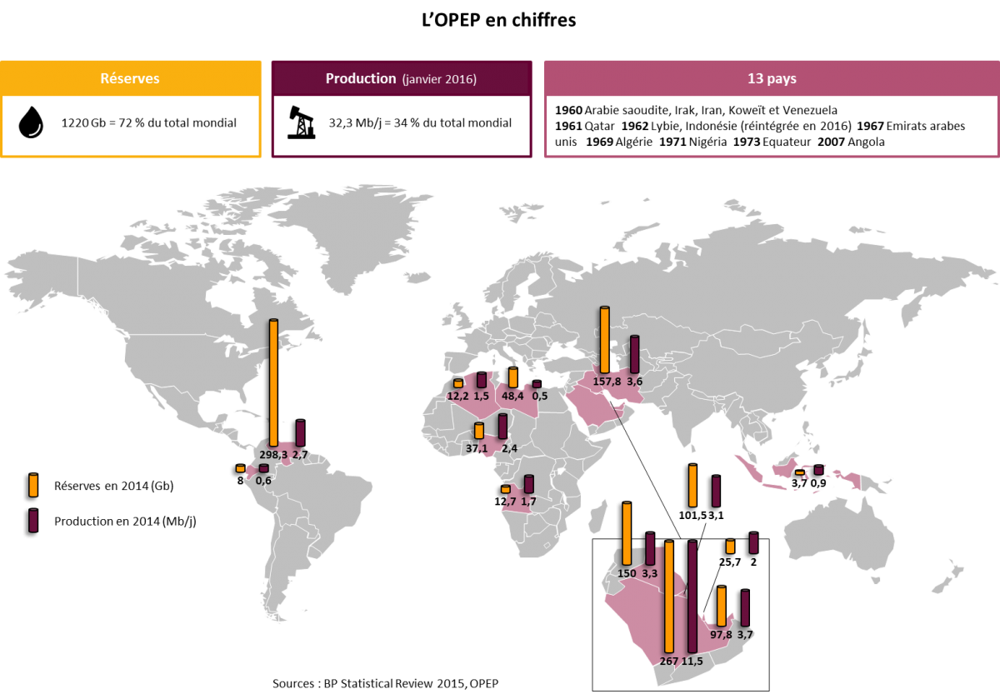 L’OPEP en chiffres
Réserves
1220 Gb = 72 % du total mondial
Production (janvier 2016)
32,3 Mb/j = 34 % du total mondial
13 pays
1960 Arabie saoudite, Irak, Iran, Koweït et Venezuela
1961 Qatar 1962 Lybie, Indonésie (réintégrée en 2016) 1967 Emirats arabes
unis 1969 Algérie 1971 Nigéria 1973 Equateur 2007 Angola
157,8 3,6
12,2 1,5 48,4 0,5
37,1 2,4
298,3 2,7
8 0,6
3,7 0,9
12,7 1,7
101,5 3,1
Réserves en 2014 (Gb)
Production en 2014 (Mb/j)
25,7 2
150 3,3
97,8 3,7
267 11,5
Sources : BP Statistical Review 2015, OPEP